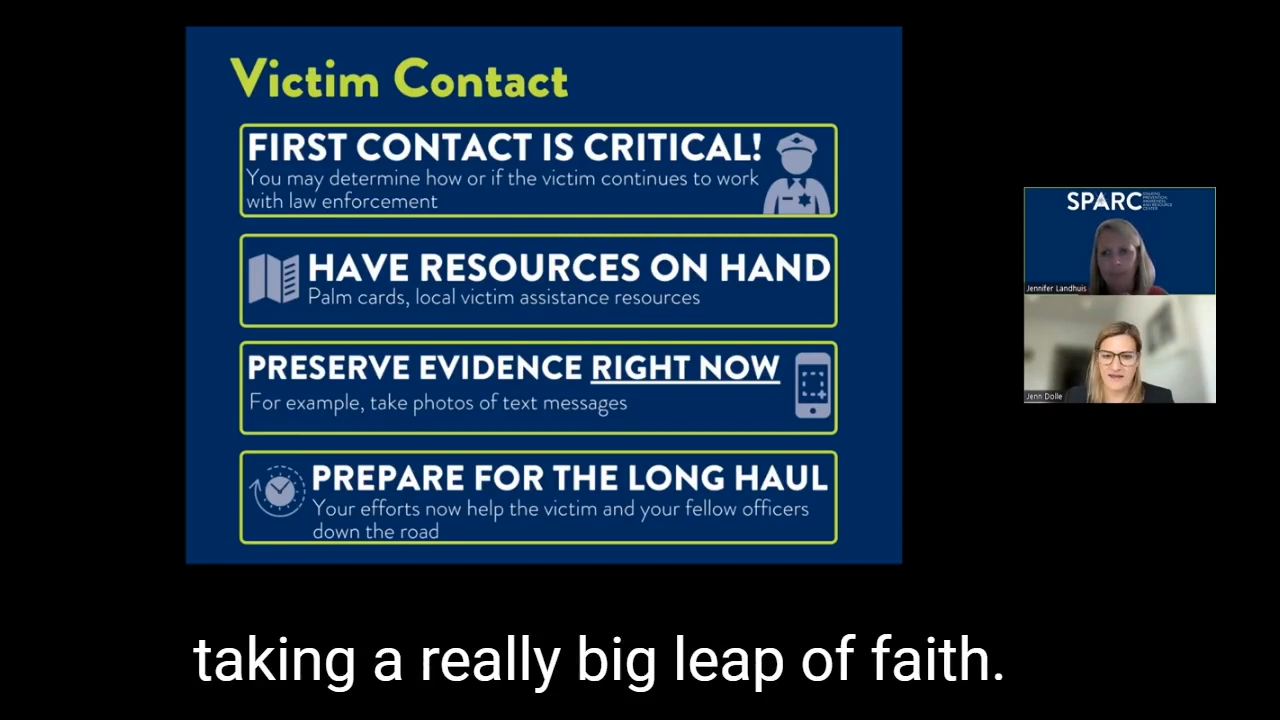 Victim Contact
FIRST CONTACT IS CRITICAL!
You may determine how or if the victim continues to work
with law enforcement
HAVE RESOURCES ON HAND
Palm cards, local victim assistance resources
PRESERVE EVIDENCE RIGHT NOW
For example, take photos of text messages
PREPARE FOR THE LONG HAUL
Your efforts now help the victim and your fellow officers
down the road
SPARC
Jennifer Landhuis
Jenn Dolle
taking a really big leap of faith.